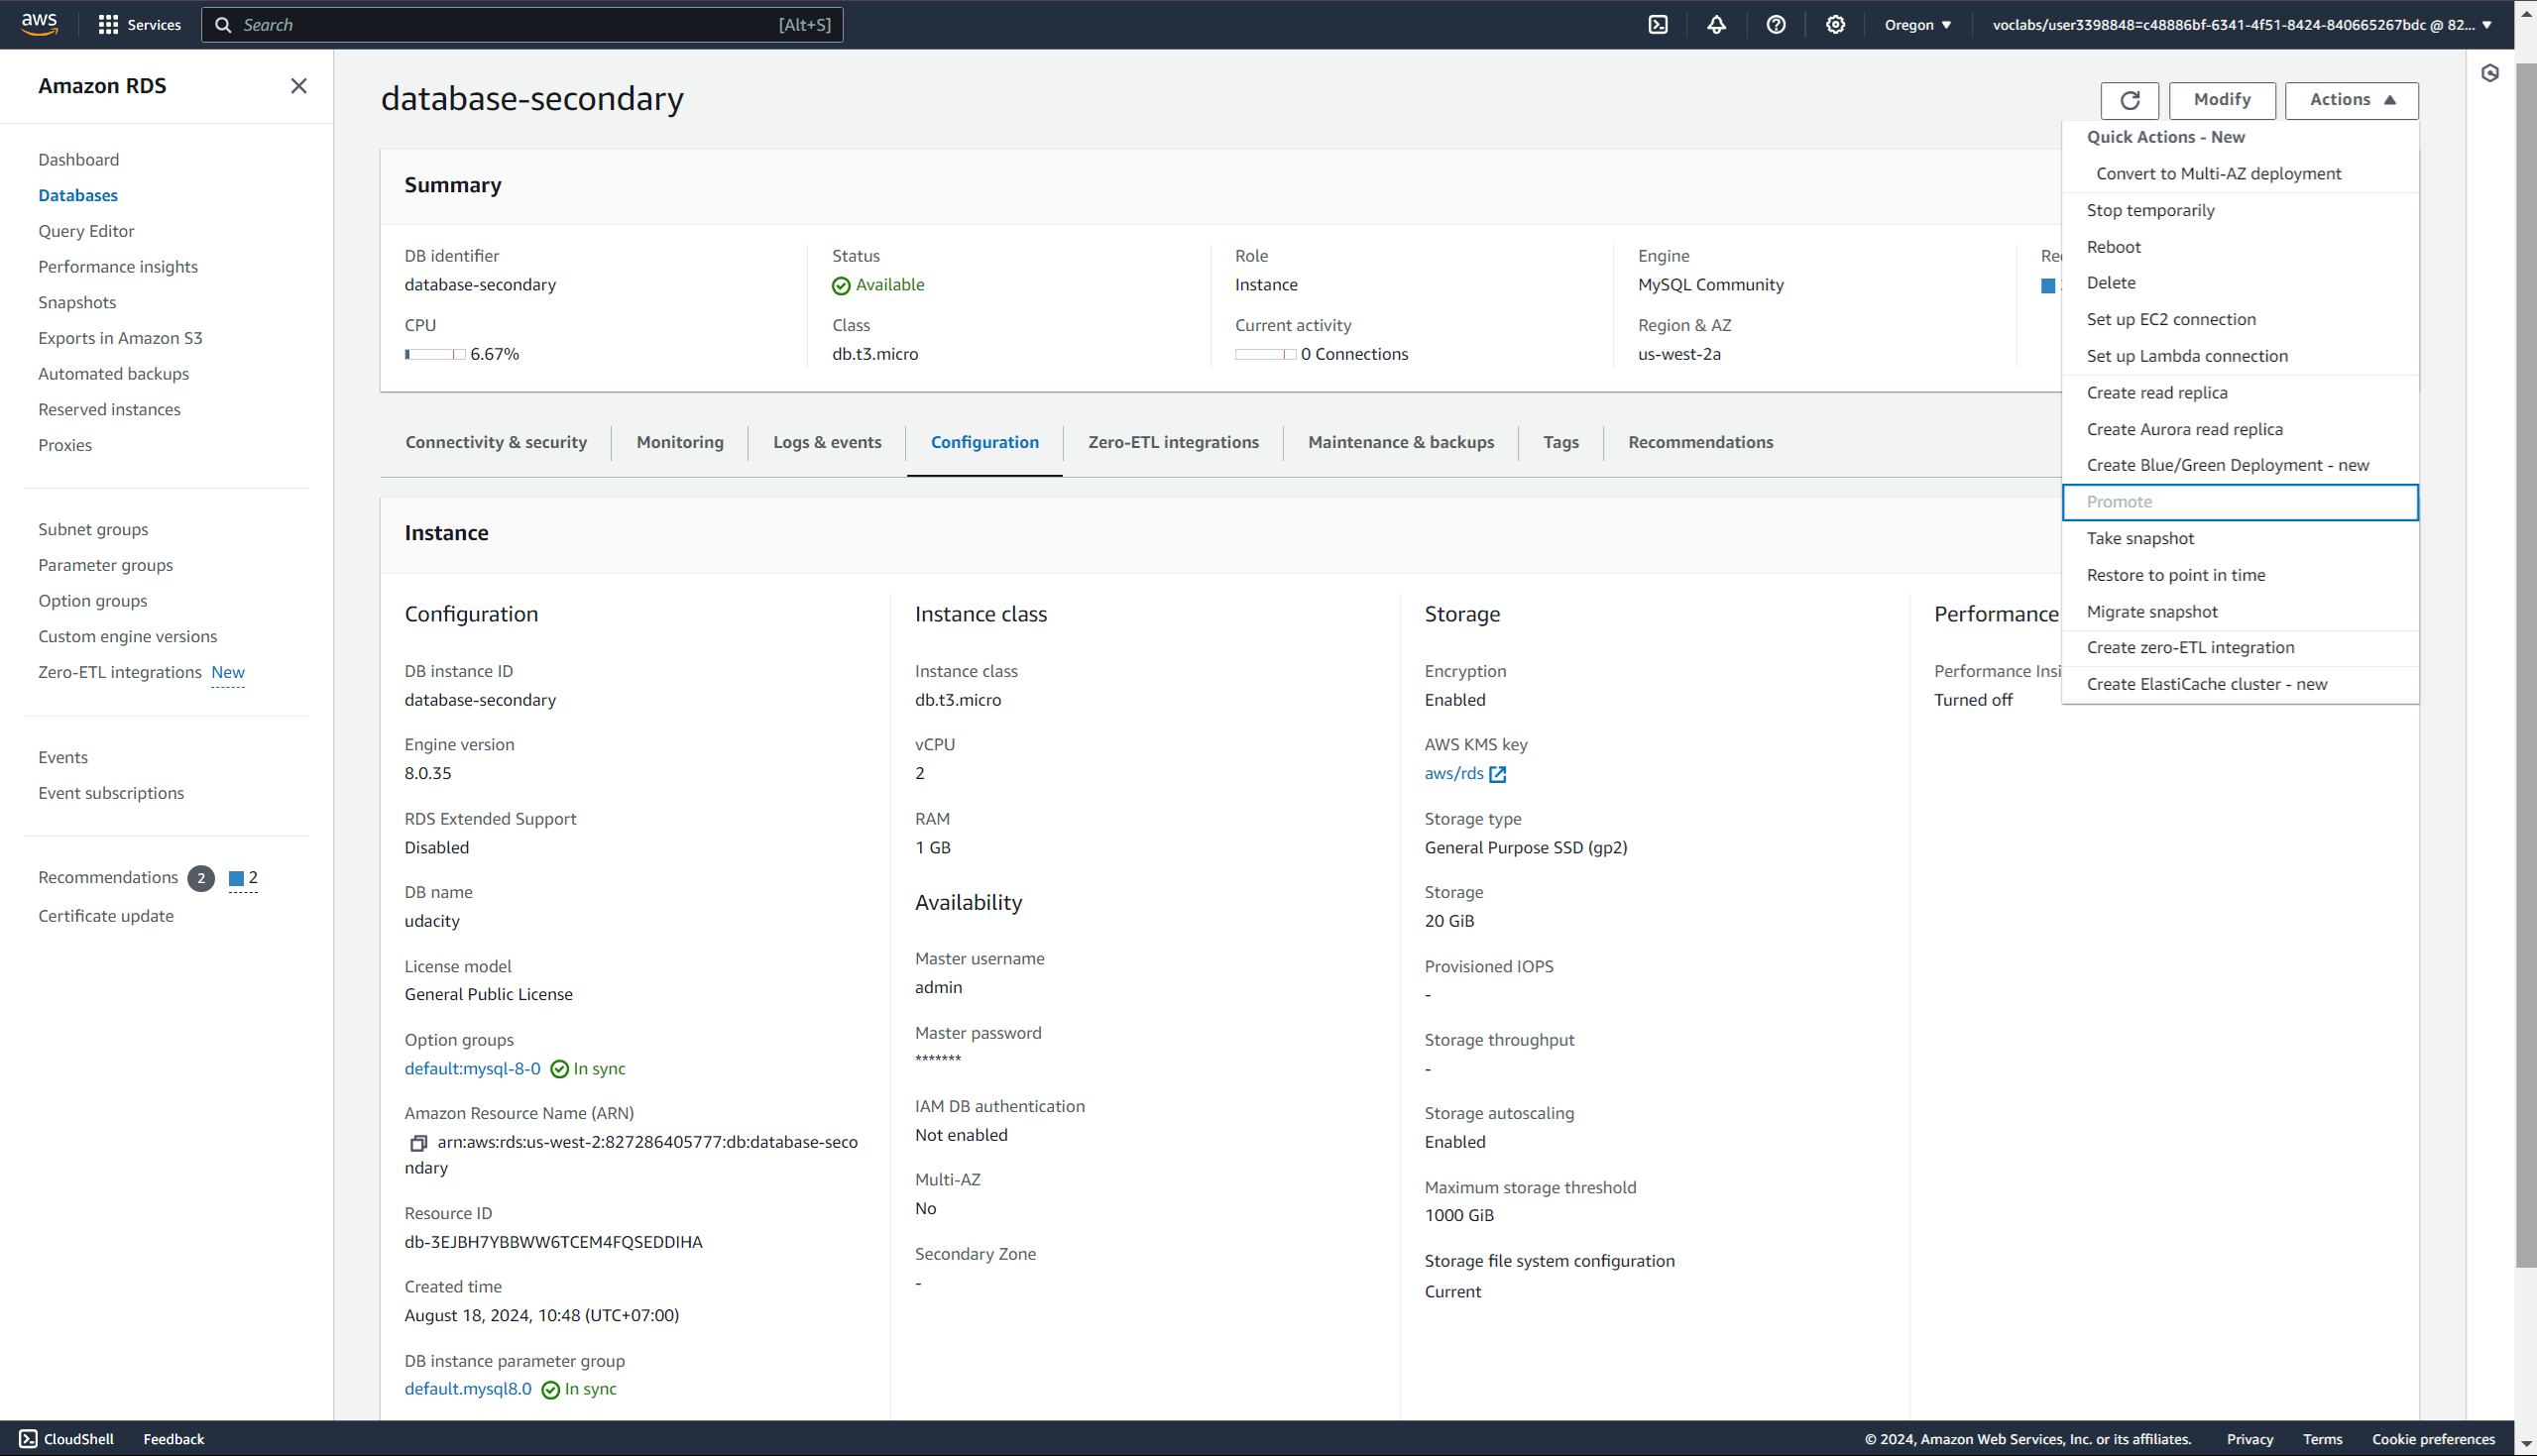 aws
Services
Search [Alt+S]
Oregon ▼
voclabs/user3398848=c48886bf-6341-4f51-8424-840665267bdc @ 82... ▼
Amazon RDS
Dashboard
Databases
Query Editor
Performance insights
Snapshots
Exports in Amazon S3
Automated backups
Reserved instances
Proxies
Subnet groups
Parameter groups
Option groups
Custom engine versions
Zero-ETL integrations New
Events
Event subscriptions
Recommendations 2 2
Certificate update
database-secondary
Modify
Actions ▲
Quick Actions - New
Convert to Multi-AZ deployment
Stop temporarily
Reboot
Delete
Set up EC2 connection
Set up Lambda connection
Create read replica
Create Aurora read replica
Create Blue/Green Deployment - new
Promote
Take snapshot
Restore to point in time
Migrate snapshot
Create zero-ETL integration
Create ElastiCache cluster - new
Summary
DB identifier
database-secondary
CPU
6.67%
Status
Available
Class
db.t3.micro
Role
Instance
Current activity
0 Connections
Engine
MySQL Community
Region & AZ
us-west-2a
Connectivity & security
Monitoring
Logs & events
Configuration
Zero-ETL integrations
Maintenance & backups
Tags
Recommendations
Instance
Configuration
DB instance ID
database-secondary
Engine version
8.0.35
RDS Extended Support
Disabled
DB name
udacity
License model
General Public License
Option groups
default:mysql-8-0 In sync
Amazon Resource Name (ARN)
arn:aws:rds:us-west-2:827286405777:db:database-seco
ndary
Resource ID
db-3EJBH7YBBWW6TCEM4FQSEDDIHA
Created time
August 18, 2024, 10:48 (UTC+07:00)
DB instance parameter group
default.mysql8.0 In sync
Instance class
Instance class
db.t3.micro
vCPU
2
RAM
1 GB
Availability
Master username
admin
Master password
*******
IAM DB authentication
Not enabled
Multi-AZ
No
Secondary Zone
-
Storage
Encryption
Enabled
AWS KMS key
aws/rds
Storage type
General Purpose SSD (gp2)
Storage
20 GiB
Provisioned IOPS
-
Storage throughput
-
Storage autoscaling
Enabled
Maximum storage threshold
1000 GiB
Storage file system configuration
Current
Performance
Performance Insi
Turned off
CloudShell
Feedback
© 2024, Amazon Web Services, Inc. or its affiliates.
Privacy
Terms
Cookie preferences